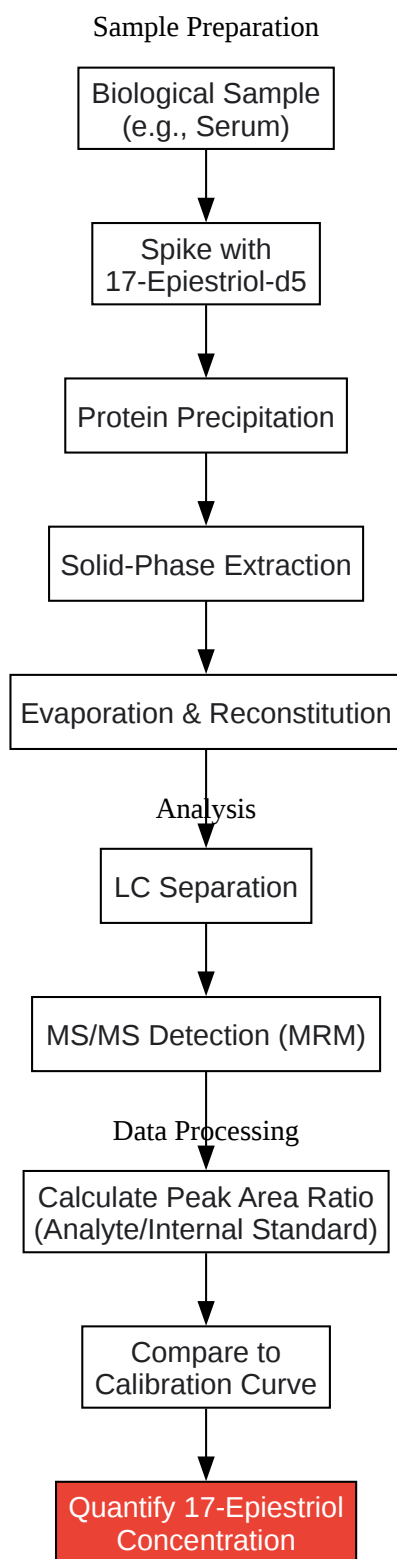 Sample Preparation
Biological Sample
(e.g., Serum)
Spike with
17-Epiestriol-d5
Protein Precipitation
Solid-Phase Extraction
Evaporation & Reconstitution
Analysis
LC Separation
MS/MS Detection (MRM)
Data Processing
Calculate Peak Area Ratio
(Analyte/Internal Standard)
Compare to
Calibration Curve
Quantify 17-Epiestriol
Concentration